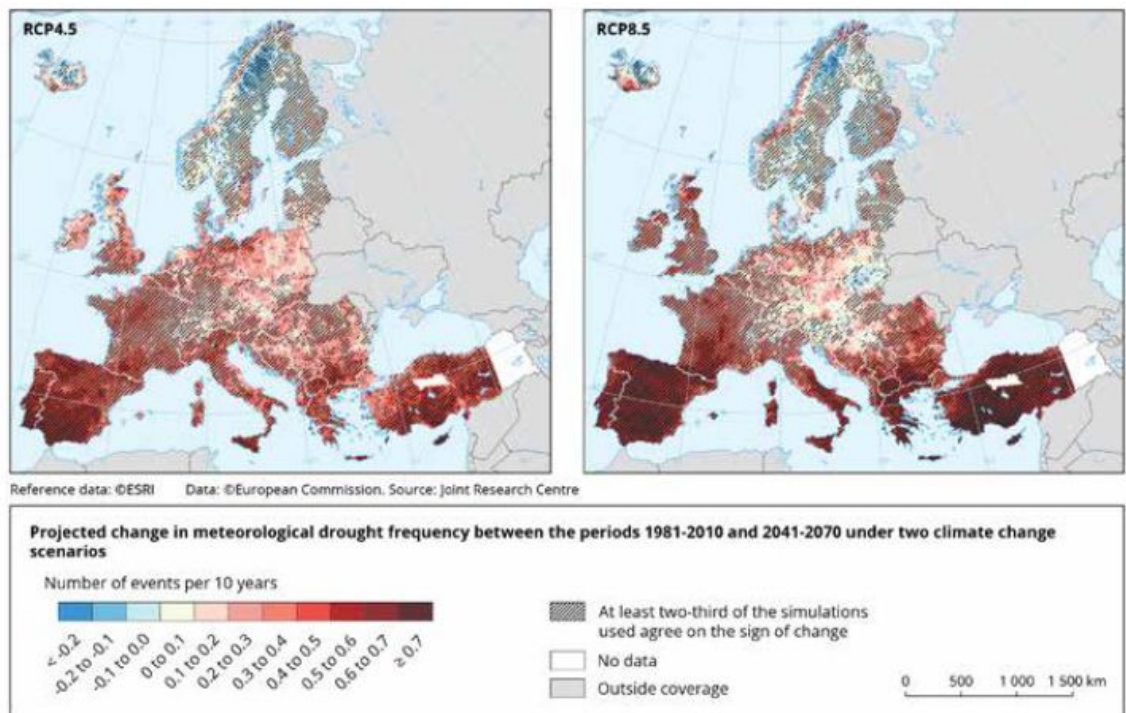 RCP4.5
RCP8.5
Reference data: ©ESRI Data: ©European Commission. Source: Joint Research Centre
Projected change in meteorological drought frequency between the periods 1981-2010 and 2041-2070 under two climate change
scenarios
Number of events per 10 years
< -0.2
-0.2 to -0.1
-0.1 to 0.0
0 to 0.1
0.1 to 0.2
0.2 to 0.3
0.3 to 0.4
0.4 to 0.5
0.5 to 0.6
0.6 to 0.7
≥ 0.7
At least two-third of the simulations
used agree on the sign of change
No data
Outside coverage
0 500 1 000 1 500 km